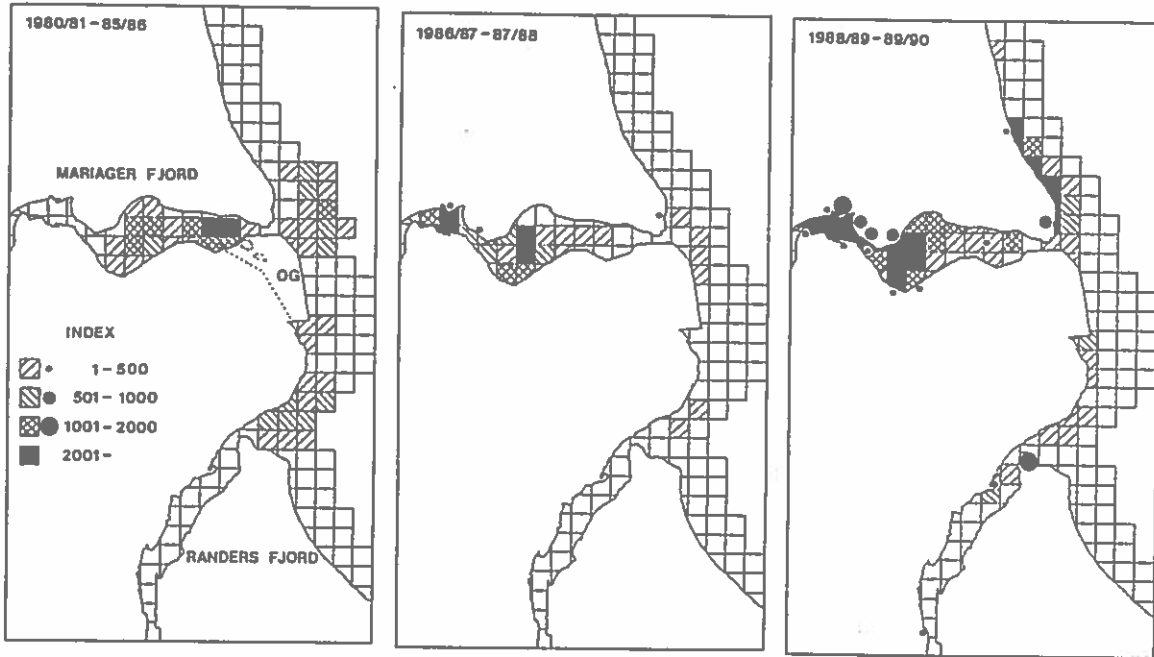 1980/81-85/86
1986/87-87/88
1988/89-89/90
MARIAGER FJORD
OG
INDEX
1-500
501-1000
1001-2000
2001-
RANDERS FJORD